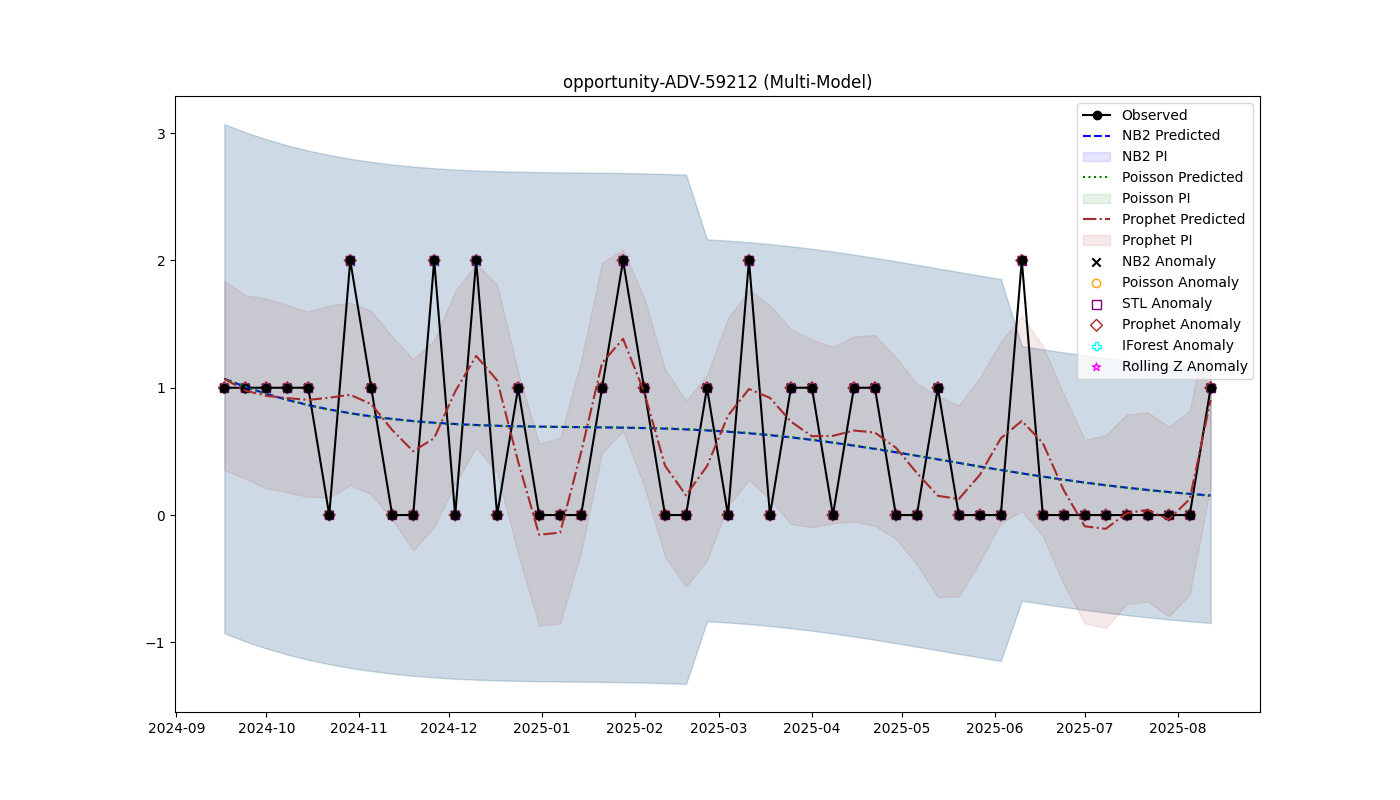 opportunity-ADV-59212 (Multi-Model)
Observed
NB2 Predicted
NB2 PI
Poisson Predicted
Poisson PI
Prophet Predicted
Prophet PI
NB2 Anomaly
Poisson Anomaly
STL Anomaly
Prophet Anomaly
IForest Anomaly
Rolling Z Anomaly
3
2
1
0
−1
2024-09 2024-10 2024-11 2024-12 2025-01 2025-02 2025-03 2025-04 2025-05 2025-06 2025-07 2025-08